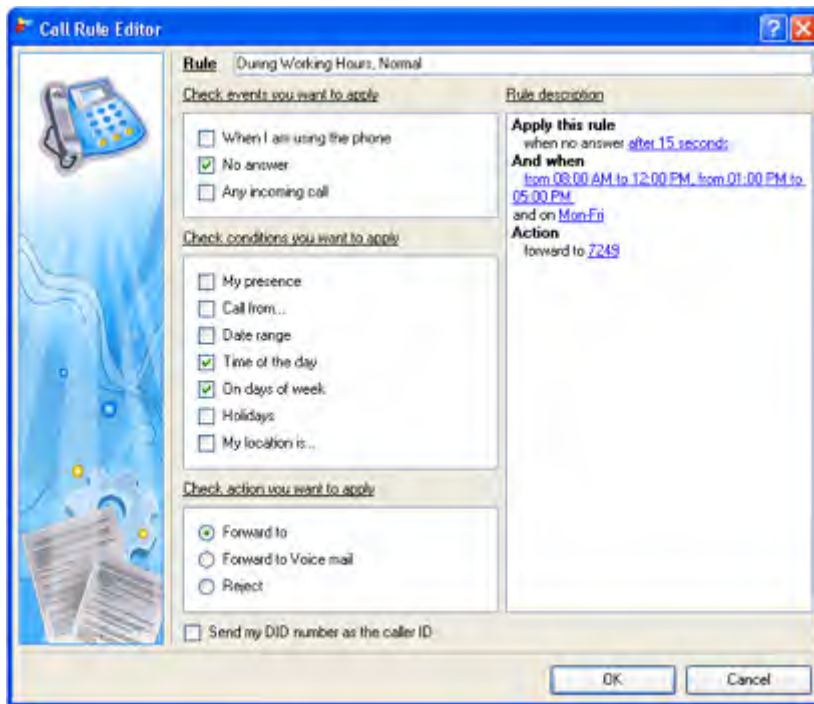 Call Rule Editor
Rule During Working Hours, Normal
Check events you want to apply
When I am using the phone
No answer
Any incoming call
Check conditions you want to apply
My presence
Call from...
Date range
Time of the day
On days of week
Holidays
My location is...
Check action you want to apply
Forward to
Forward to Voice mail
Reject
Send my DID number as the caller ID
Rule description
Apply this rule
when no answer after 15 seconds
And when
from 08:00 AM to 12:00 PM, from 01:00 PM to
05:00 PM
and on Mon-Fri
Action
forward to 7249
OK
Cancel